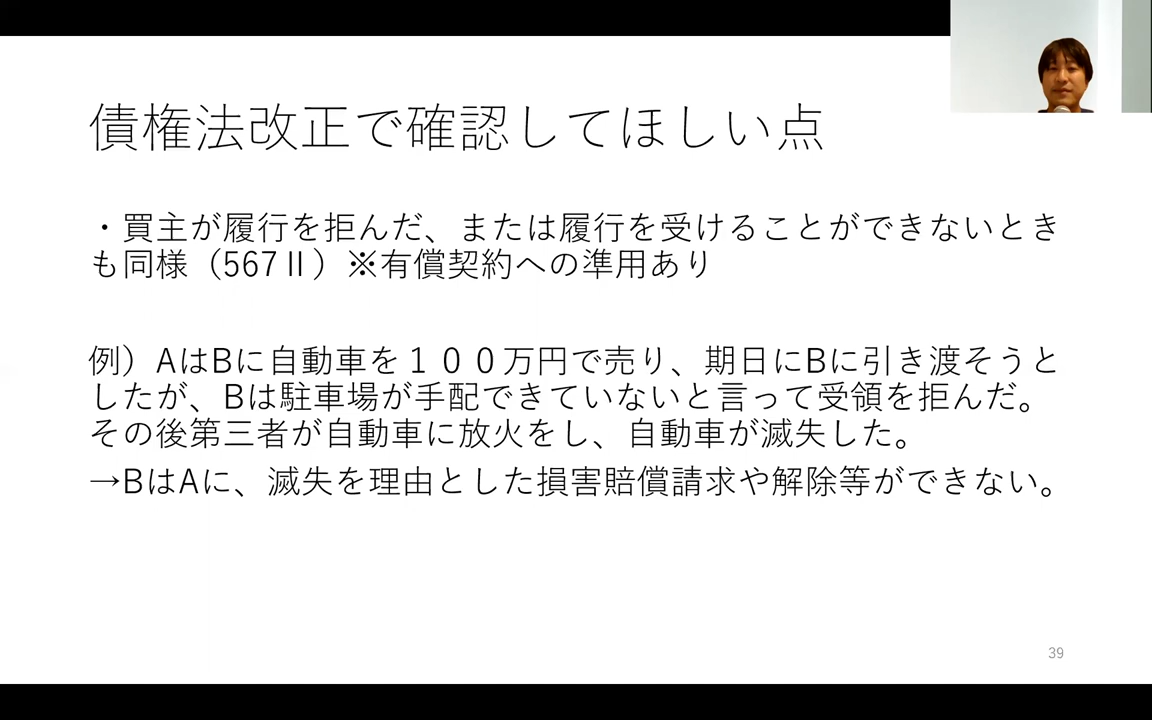 債権法改正で確認してほしい点
・買主が履行を拒んだ、または履行を受けることができないとき
も同様（567Ⅱ）※有償契約への準用あり
例）AはBに自動車を１００万円で売り、期日にBに引き渡そうと
したが、Bは駐車場が手配できていないと言って受領を拒んだ。
その後第三者が自動車に放火をし、自動車が滅失した。
→BはAに、滅失を理由とした損害賠償請求や解除等ができない。
39